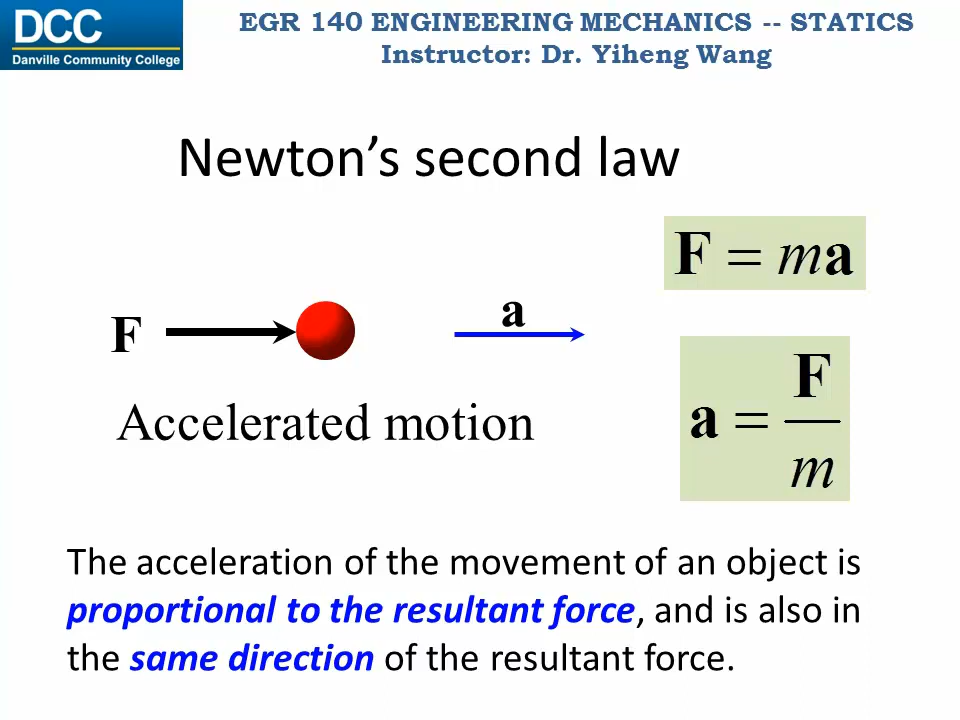 DCC
Danville Community College
EGR 140 ENGINEERING MECHANICS -- STATICS
Instructor: Dr. Yiheng Wang
Newton’s second law
F = ma
F
a
a = F/m
Accelerated motion
The acceleration of the movement of an object is
proportional to the resultant force, and is also in
the same direction of the resultant force.